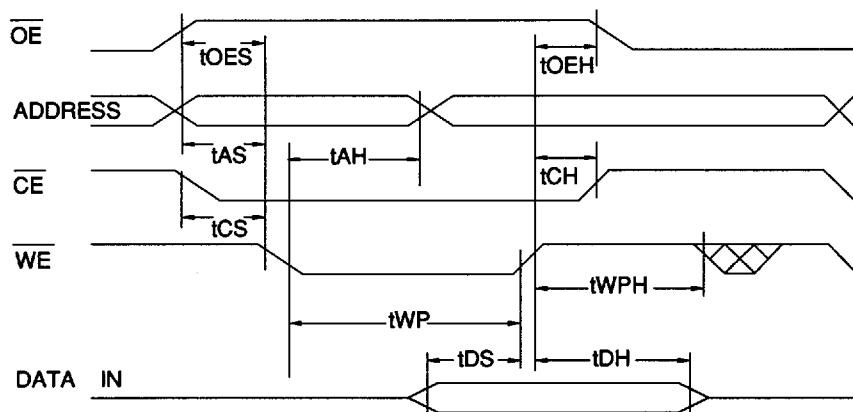 OE
tOES
tOEH
ADDRESS
tAS
tAH
CE
tCH
tCS
WE
tWPH
tWP
tDS
tDH
DATA IN